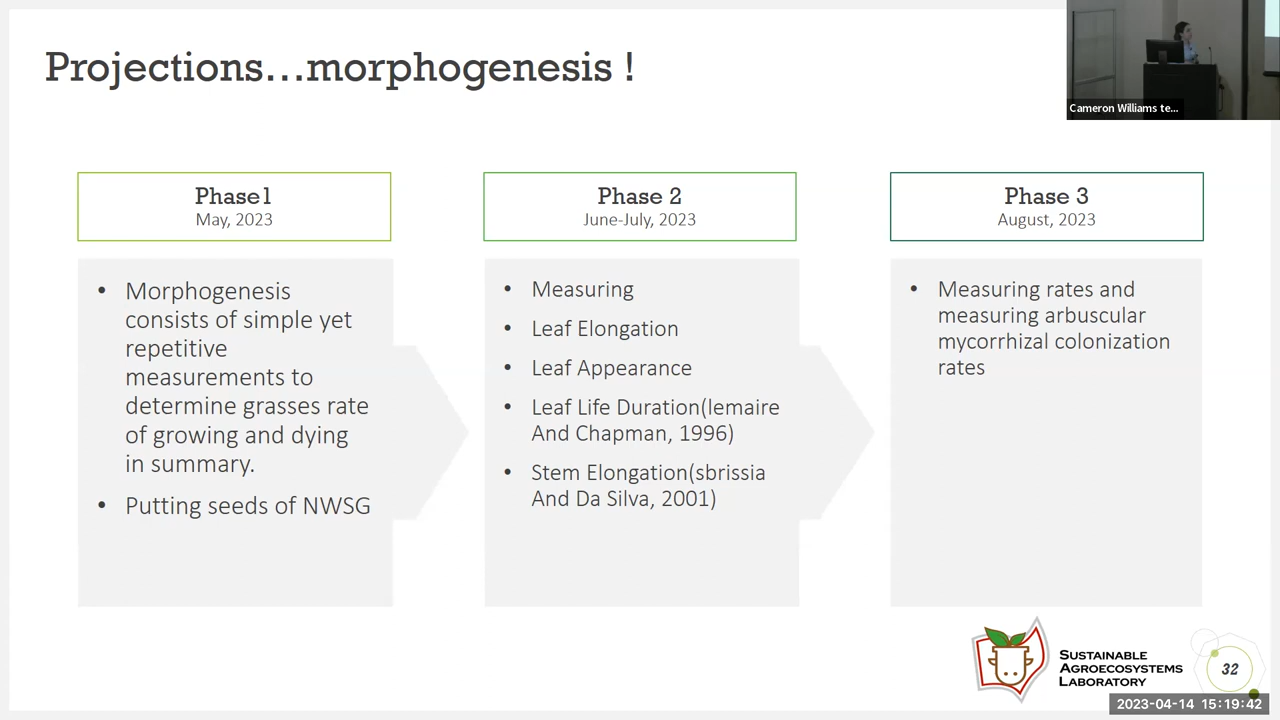 Projections...morphogenesis !
Cameron Williams te...
Phase1
May, 2023
Phase 2
June-July, 2023
Phase 3
August, 2023
• Morphogenesis
consists of simple yet
repetitive
measurements to
determine grasses rate
of growing and dying
in summary.
• Putting seeds of NWSG
• Measuring
• Leaf Elongation
• Leaf Appearance
• Leaf Life Duration(lemaire
And Chapman, 1996)
• Stem Elongation(sbrissia
And Da Silva, 2001)
• Measuring rates and
measuring arbuscular
mycorrhizal colonization
rates
SUSTAINABLE
AGROECOSYSTEMS
LABORATORY
32
2023-04-14 15:19:42